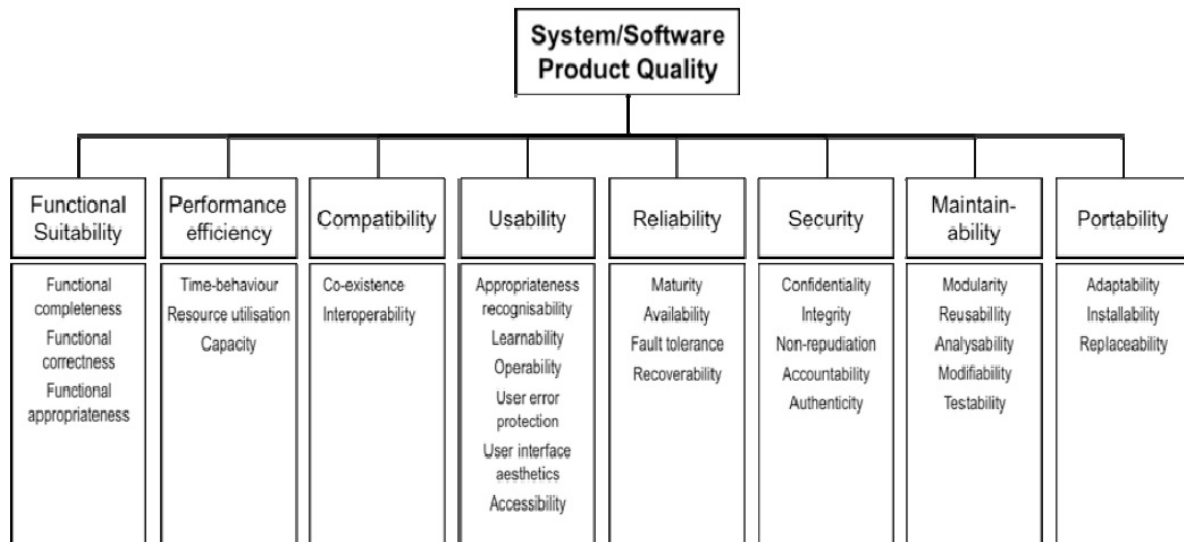 System/Software
Product Quality
Functional
Suitability
Performance
efficiency
Compatibility
Usability
Reliability
Security
Maintain-
ability
Portability
Functional
completeness
Functional
correctness
Functional
appropriateness
Time-behaviour
Resource utilisation
Capacity
Co-existence
Interoperability
Appropriateness
recognisability
Learnability
Operability
User error
protection
User interface
aesthetics
Accessibility
Maturity
Availability
Fault tolerance
Recoverability
Confidentiality
Integrity
Non-repudiation
Accountability
Authenticity
Modularity
Reusability
Analysability
Modifiability
Testability
Adaptability
Installability
Replaceability